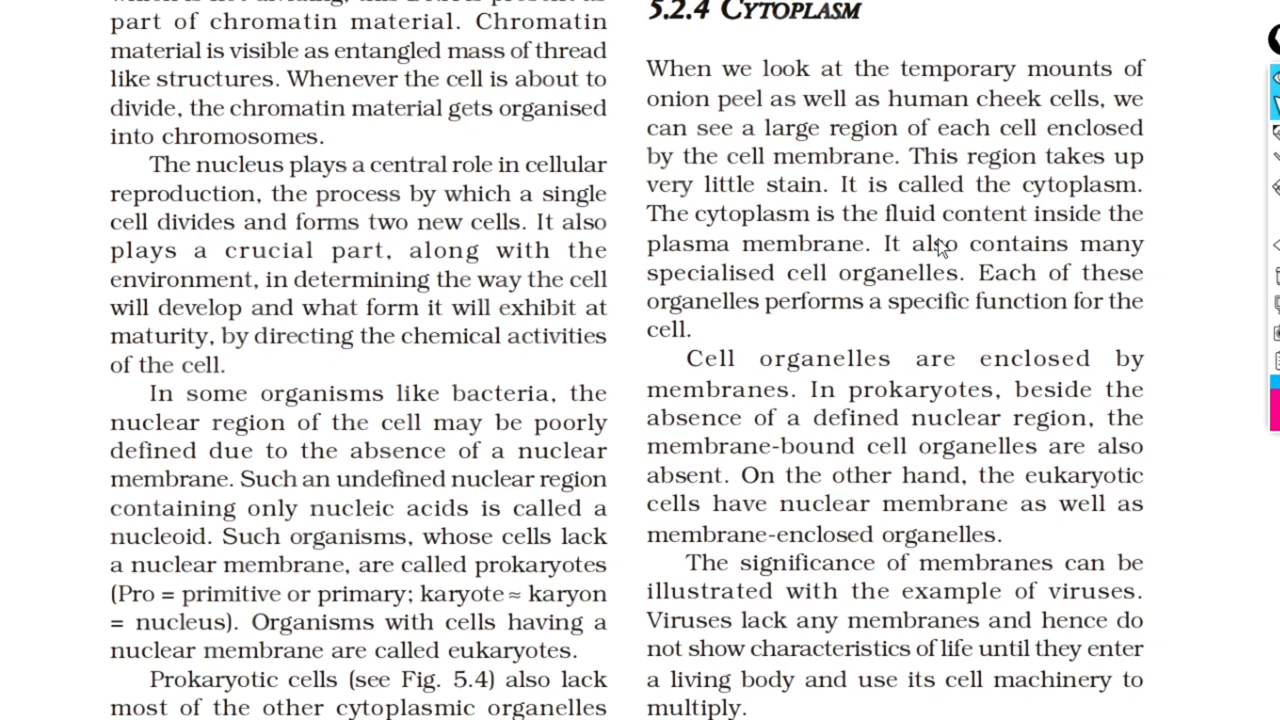 part of chromatin material. Chromatin
material is visible as entangled mass of thread
like structures. Whenever the cell is about to
divide, the chromatin material gets organised
into chromosomes.
The nucleus plays a central role in cellular
reproduction, the process by which a single
cell divides and forms two new cells. It also
plays a crucial part, along with the
environment, in determining the way the cell
will develop and what form it will exhibit at
maturity, by directing the chemical activities
of the cell.
In some organisms like bacteria, the
nuclear region of the cell may be poorly
defined due to the absence of a nuclear
membrane. Such an undefined nuclear region
containing only nucleic acids is called a
nucleoid. Such organisms, whose cells lack
a nuclear membrane, are called prokaryotes
(Pro = primitive or primary; karyote ≈ karyon
= nucleus). Organisms with cells having a
nuclear membrane are called eukaryotes.
Prokaryotic cells (see Fig. 5.4) also lack
most of the other cytoplasmic organelles
5.2.4 CYTOPLASM
When we look at the temporary mounts of
onion peel as well as human cheek cells, we
can see a large region of each cell enclosed
by the cell membrane. This region takes up
very little stain. It is called the cytoplasm.
The cytoplasm is the fluid content inside the
plasma membrane. It also contains many
specialised cell organelles. Each of these
organelles performs a specific function for the
cell.
Cell organelles are enclosed by
membranes. In prokaryotes, beside the
absence of a defined nuclear region, the
membrane-bound cell organelles are also
absent. On the other hand, the eukaryotic
cells have nuclear membrane as well as
membrane-enclosed organelles.
The significance of membranes can be
illustrated with the example of viruses.
Viruses lack any membranes and hence do
not show characteristics of life until they enter
a living body and use its cell machinery to
multiply.